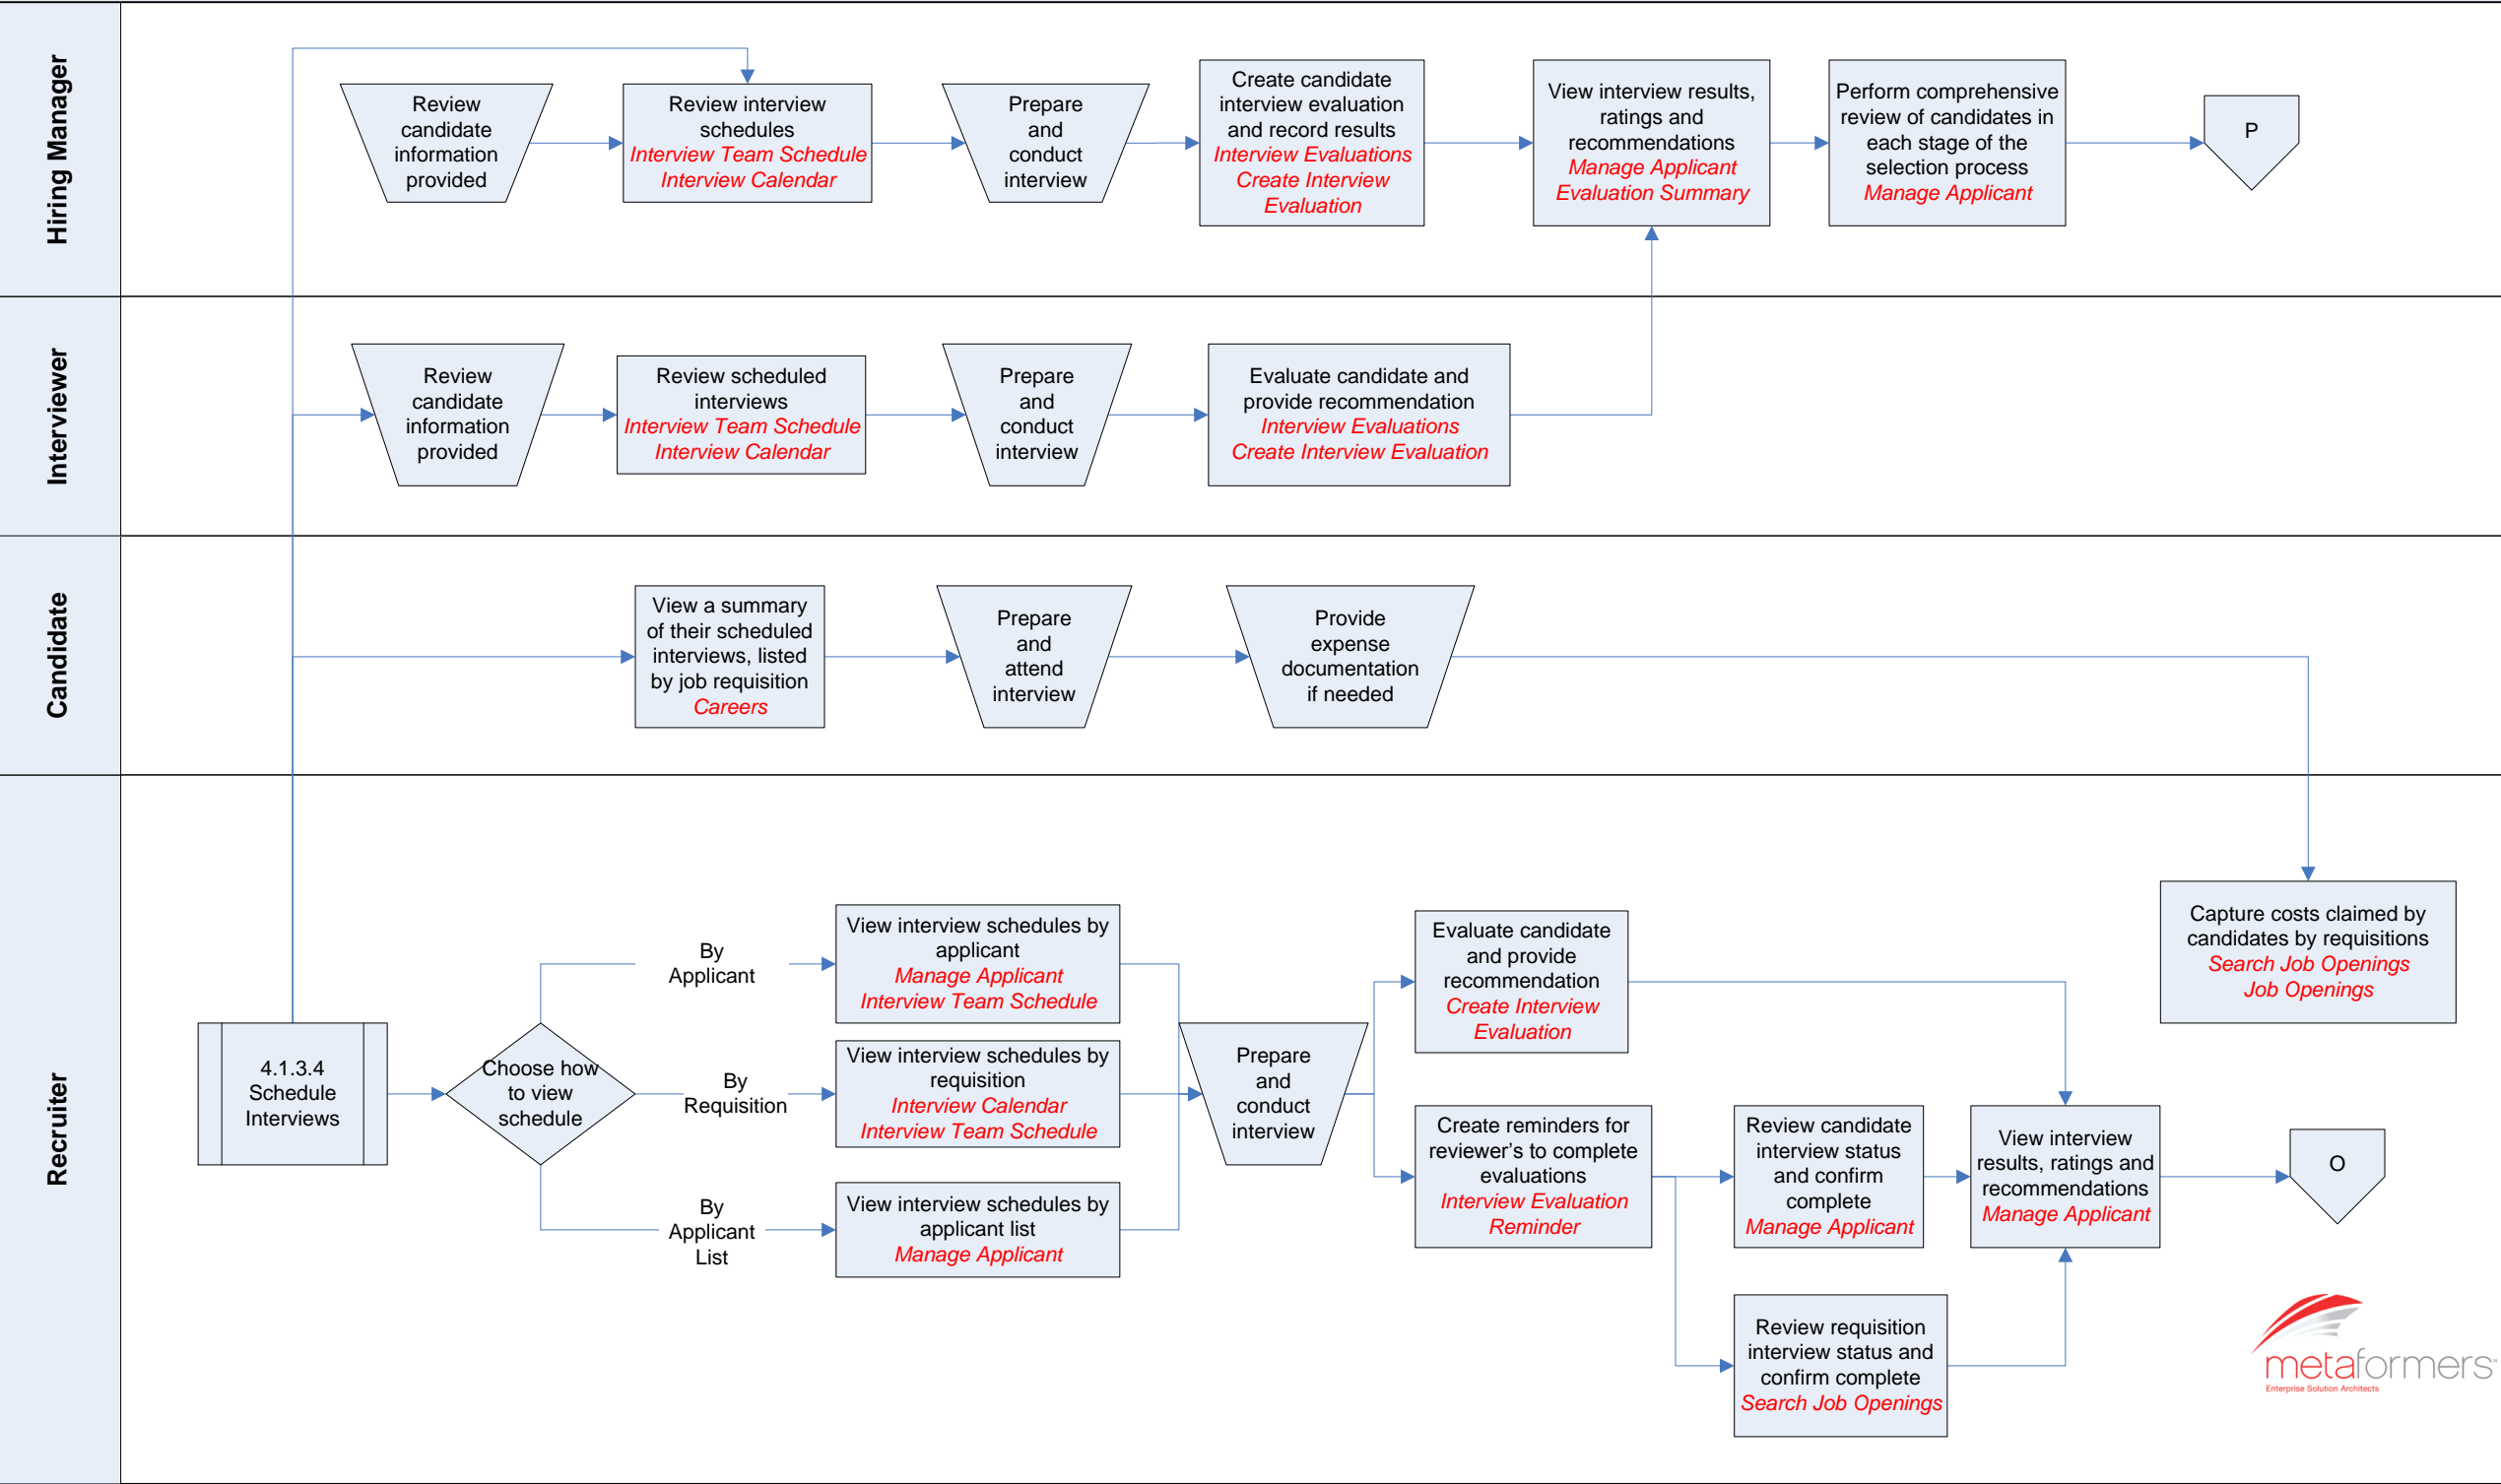 Hiring Manager
Review
candidate
information
provided
Review interview
schedules
Interview Team Schedule
Interview Calendar
Prepare
and
conduct
interview
Create candidate
interview evaluation
and record results
Interview Evaluations
Create Interview
Evaluation
View interview results,
ratings and
recommendations
Manage Applicant
Evaluation Summary
Perform comprehensive
review of candidates in
each stage of the
selection process
Manage Applicant
P
Interviewer
Review
candidate
information
provided
Review scheduled
interviews
Interview Team Schedule
Interview Calendar
Prepare
and
conduct
interview
Evaluate candidate and
provide recommendation
Interview Evaluations
Create Interview Evaluation
Candidate
View a summary
of their scheduled
interviews, listed
by job requisition
Careers
Prepare
and
attend
interview
Provide
expense
documentation
if needed
Recruiter
4.1.3.4
Schedule
Interviews
Choose how
to view
schedule
By
Applicant
By
Requisition
By
Applicant
List
View interview schedules by
applicant
Manage Applicant
Interview Team Schedule
View interview schedules by
requisition
Interview Calendar
Interview Team Schedule
View interview schedules by
applicant list
Manage Applicant
Prepare
and
conduct
interview
Evaluate candidate
and provide
recommendation
Create Interview
Evaluation
Create reminders for
reviewer's to complete
evaluations
Interview Evaluation
Reminder
Review candidate
interview status
and confirm
complete
Manage Applicant
Review requisition
interview status and
confirm complete
Search Job Openings
View interview
results, ratings and
recommendations
Manage Applicant
Capture costs claimed by
candidates by requisitions
Search Job Openings
Job Openings
O
metaformers™
Enterprise Solution Architects